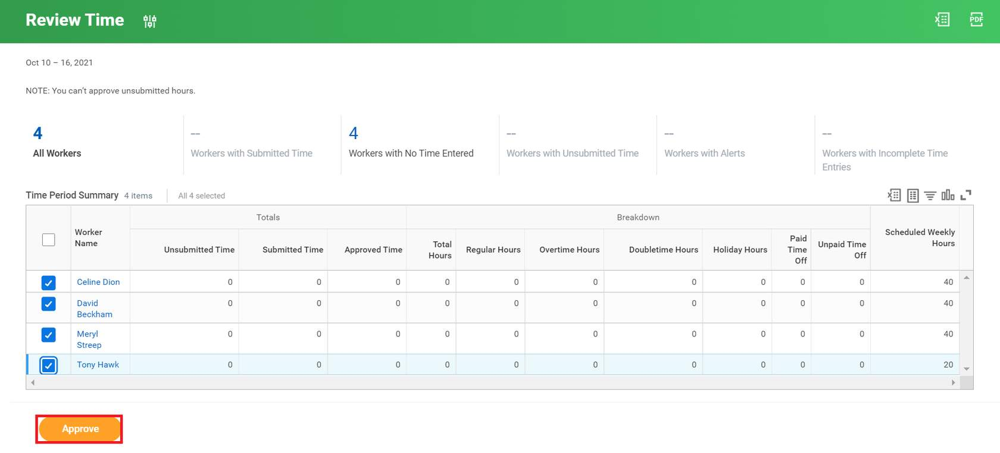 Review Time
PDF
Oct 10 – 16, 2021
NOTE: You can't approve unsubmitted hours.
4
All Workers
--
Workers with Submitted Time
4
Workers with No Time Entered
--
Workers with Unsubmitted Time
--
Workers with Alerts
--
Workers with Incomplete Time
Entries
Time Period Summary 4 items All 4 selected
Totals Breakdown
Worker
Name
Unsubmitted Time
Submitted Time
Approved Time
Total
Hours
Regular Hours
Overtime Hours
Doubletime Hours
Holiday Hours
Paid
Time
Off
Unpaid Time
Off
Scheduled Weekly
Hours
Celine Dion 0 0 0 0 0 0 0 0 0 0 40
David
Beckham 0 0 0 0 0 0 0 0 0 0 40
Meryl
Streep 0 0 0 0 0 0 0 0 0 0 40
Tony Hawk 0 0 0 0 0 0 0 0 0 0 20
Approve